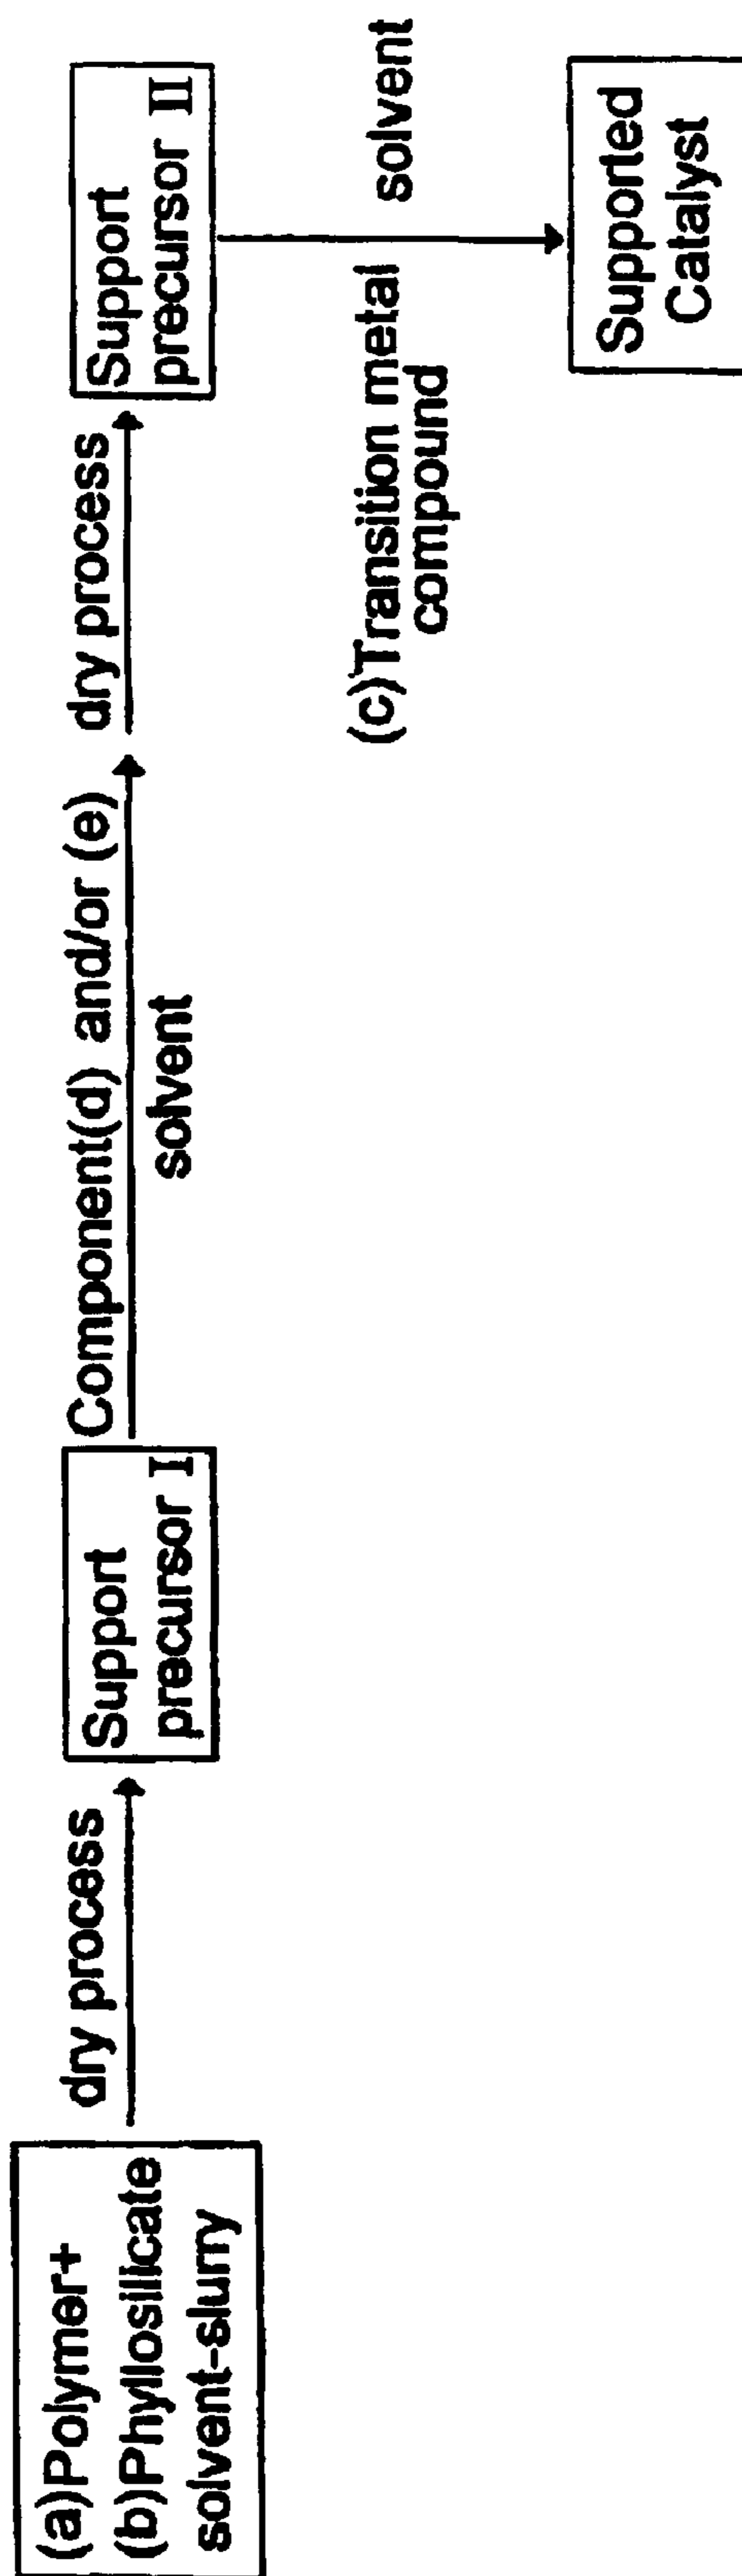 (a)Polymer+
(b)Phyllosilicate
solvent-slurry
dry process
Support
precursor I
Component(d) and/or (e)
solvent
dry process
Support
precursor II
(c)Transition metal
compound
solvent
Supported
Catalyst